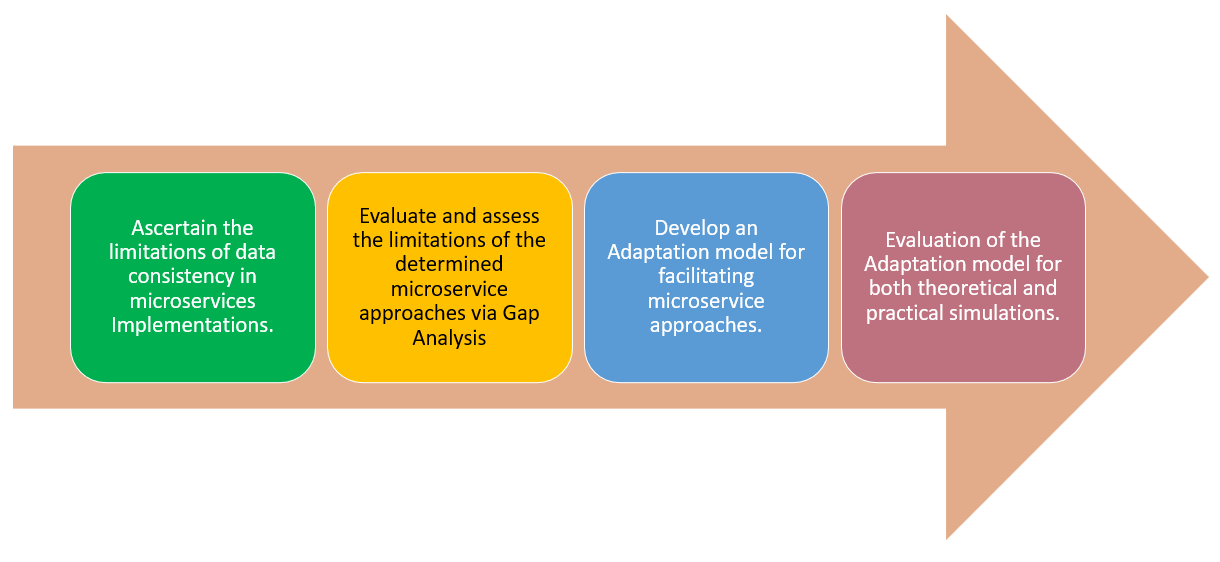 Ascertain the
limitations of data
consistency in
microservices
Implementations.
Evaluate and assess
the limitations of the
determined
microservice
approaches via Gap
Analysis
Develop an
Adaptation model for
facilitating
microservice
approaches.
Evaluation of the
Adaptation model for
both theoretical and
practical simulations.